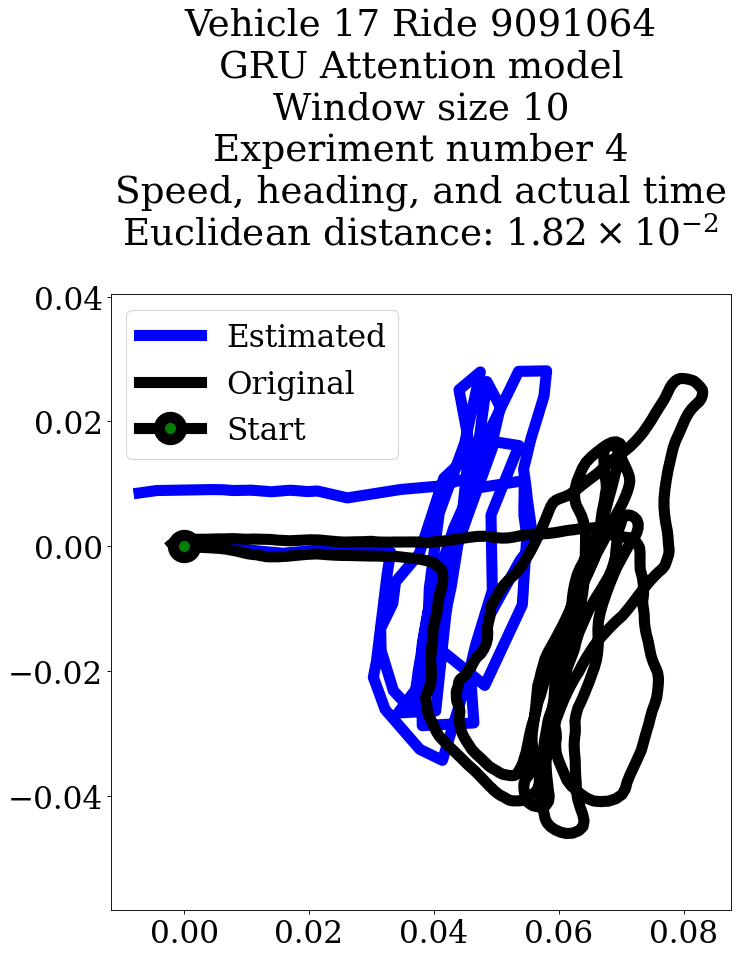 Vehicle 17 Ride 9091064
GRU Attention model
Window size 10
Experiment number 4
Speed, heading, and actual time
Euclidean distance: 1.82 × 10⁻²
0.04
0.02
0.00
−0.02
−0.04
Estimated
Original
Start
0.00 0.02 0.04 0.06 0.08